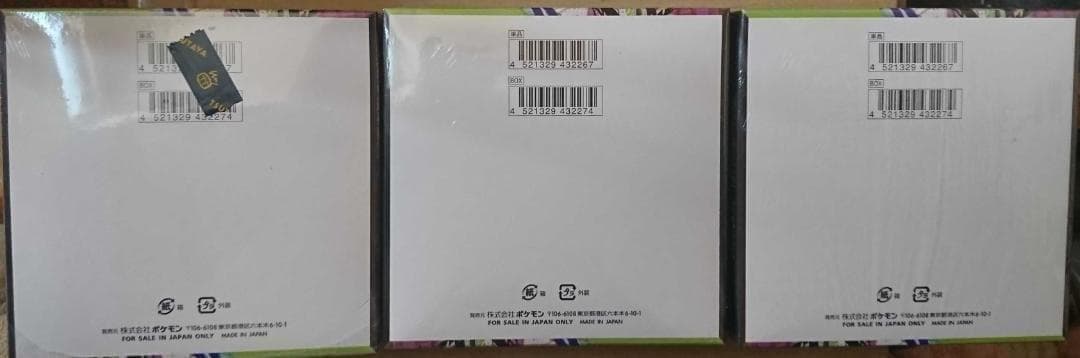 TAYA
単品
4 521329 432267
BOX
4 521329 432274
紙 箱
プラ 外装
発売元 株式会社 ポケモン 〒106-6108 東京都港区六本木6-10-1
FOR SALE IN JAPAN ONLY MADE IN JAPAN
単品
4 521329 432267
BOX
4 521329 432274
紙 箱
プラ 外装
発売元 株式会社 ポケモン 〒106-6108 東京都港区六本木6-10-1
FOR SALE IN JAPAN ONLY MADE IN JAPAN
単品
4 521329 432267
BOX
4 521329 432274
紙 箱
プラ 外装
発売元 株式会社 ポケモン 〒106-6108 東京都港区六本木6-10-1
FOR SALE IN JAPAN ONLY MADE IN JAPAN